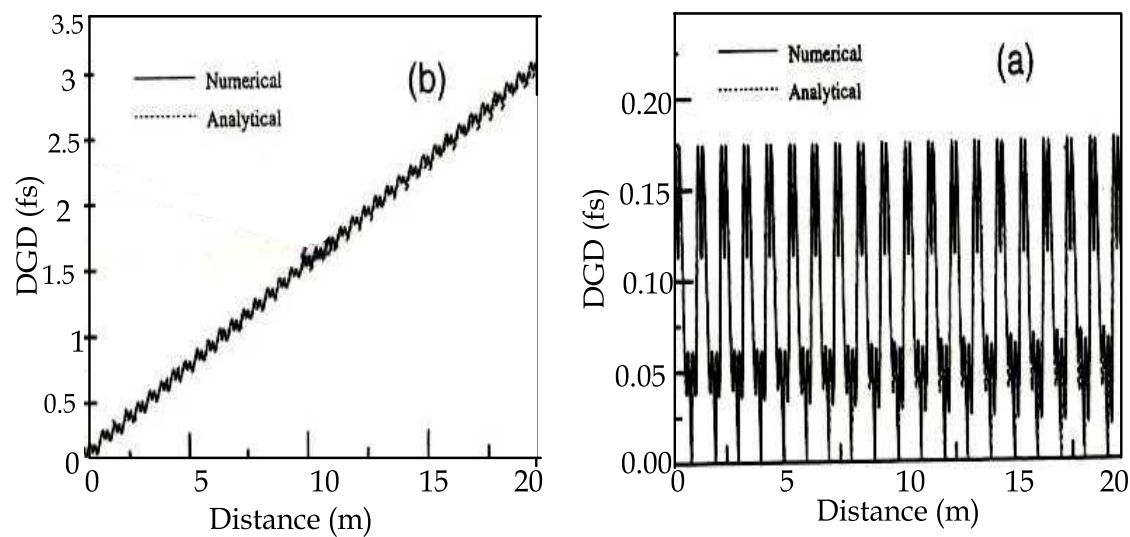 3.5
3
2.5
2
1.5
1
0.5
0
DGD (fs)
Numerical
Analytical
(b)
0 5 10 15 20
Distance (m)
0.20
0.15
0.10
0.05
0.00
DGD (fs)
Numerical
Analytical
(a)
0 5 10 15 20
Distance (m)